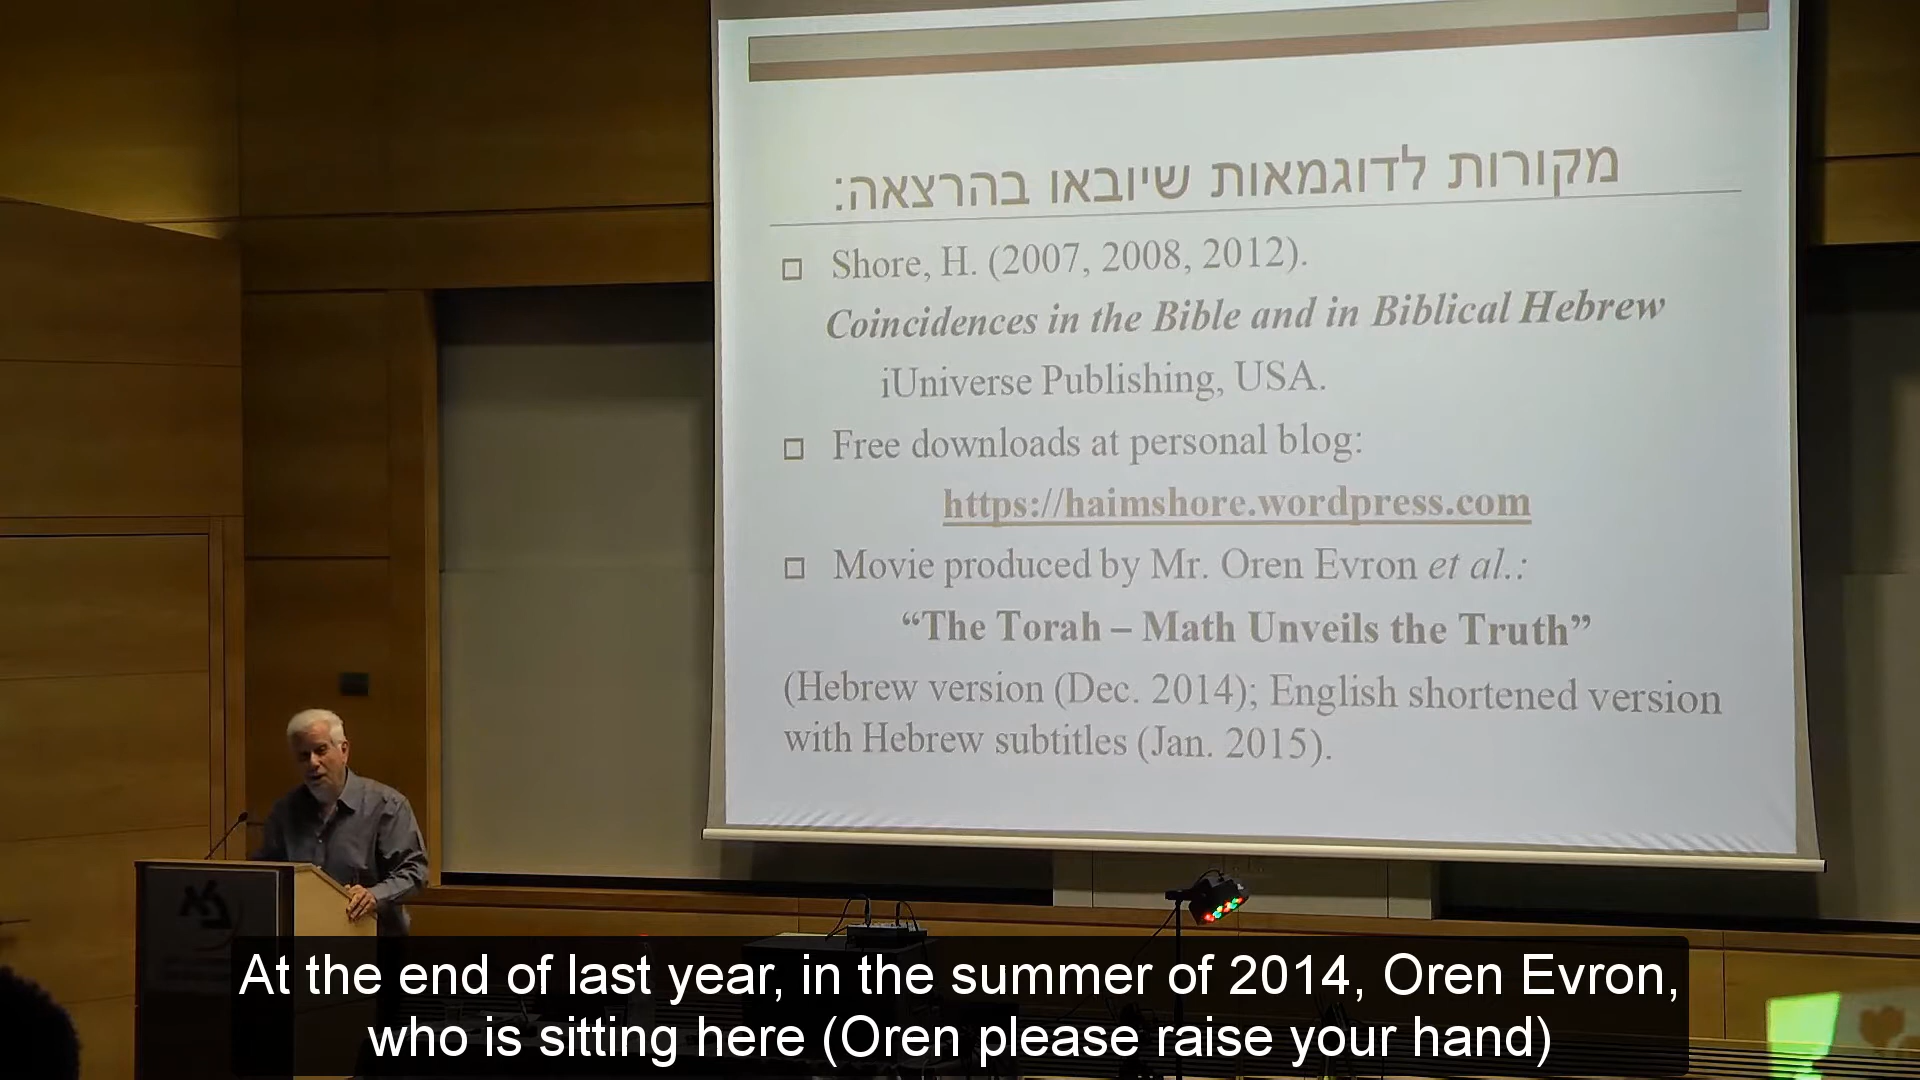 מקורות לדוגמאות שיובאו בהרצאה:
Shore, H. (2007, 2008, 2012).
Coincidences in the Bible and in Biblical Hebrew
iUniverse Publishing, USA.
Free downloads at personal blog:
https://haimshore.wordpress.com
Movie produced by Mr. Oren Evron et al.:
“The Torah – Math Unveils the Truth”
(Hebrew version (Dec. 2014); English shortened version
with Hebrew subtitles (Jan. 2015).
At the end of last year, in the summer of 2014, Oren Evron,
who is sitting here (Oren please raise your hand)